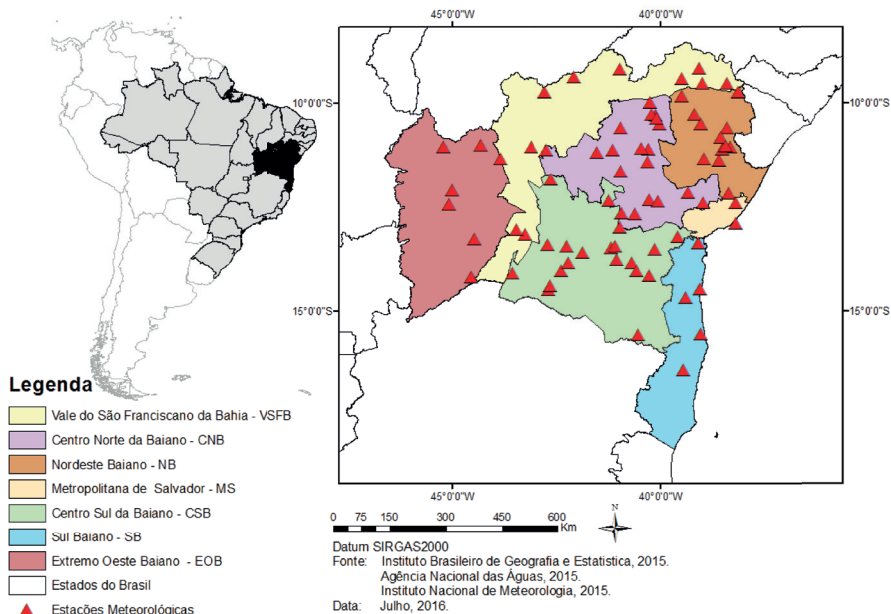 45°0'0"W 40°0'0"W
10°0'0"S 10°0'0"S
15°0'0"S 15°0'0"S
45°0'0"W 40°0'0"W
Legenda
Vale do São Franciscano da Bahia - VSFB
Centro Norte da Baiano - CNB
Nordeste Baiano - NB
Metropolitana de Salvador - MS
Centro Sul da Baiano - CSB
Sul Baiano - SB
Extremo Oeste Baiano - EOB
Estados do Brasil
Estações Meteorológicas
0 75 150 300 450 600
Km
N
Datum SIRGAS2000
Fonte: Instituto Brasileiro de Geografia e Estatistica, 2015.
Agência Nacional das Águas, 2015.
Instituto Nacional de Meteorologia, 2015.
Data: Julho, 2016.